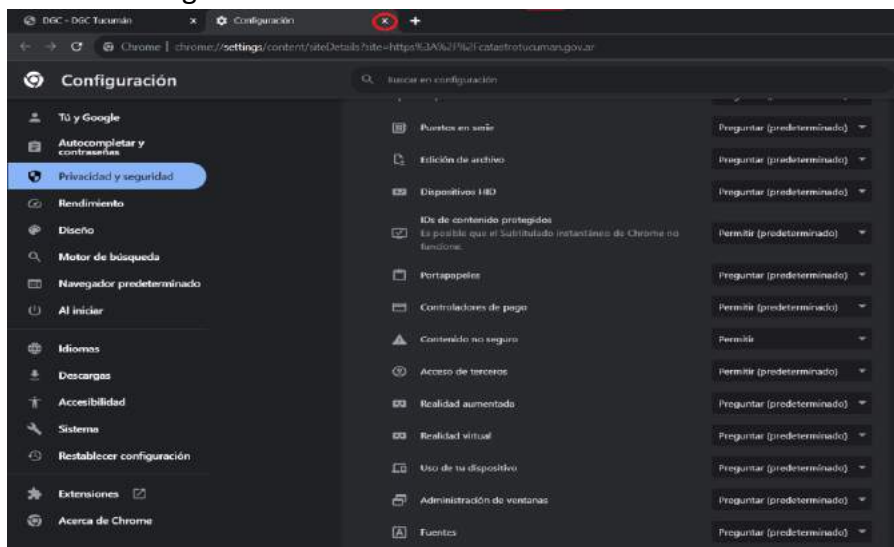 DGC - DGC Tucumán
Configuración
Chrome | chrome://settings/content/siteDetails?site=https%3A%2F%2Fcatastrotucuman.gov.ar
Configuración
Buscar en configuración
Tú y Google
Autocompletar y
contraseñas
Privacidad y seguridad
Rendimiento
Diseño
Motor de búsqueda
Navegador predeterminado
Al iniciar
Idiomas
Descargas
Accesibilidad
Sistema
Restablecer configuración
Extensiones
Acerca de Chrome
Puertos en serie Preguntar (predeterminado)
Edición de archivo Preguntar (predeterminado)
Dispositivos HID Preguntar (predeterminado)
IDs de contenido protegidos
Es posible que el Subtitulado instantáneo de Chrome no
funcione. Permitir (predeterminado)
Portapapeles Preguntar (predeterminado)
Controladores de pago Permitir (predeterminado)
Contenido no seguro Permitir
Acceso de terceros Permitir (predeterminado)
Realidad aumentada Preguntar (predeterminado)
Realidad virtual Preguntar (predeterminado)
Uso de tu dispositivo Preguntar (predeterminado)
Administración de ventanas Preguntar (predeterminado)
Fuentes Preguntar (predeterminado)